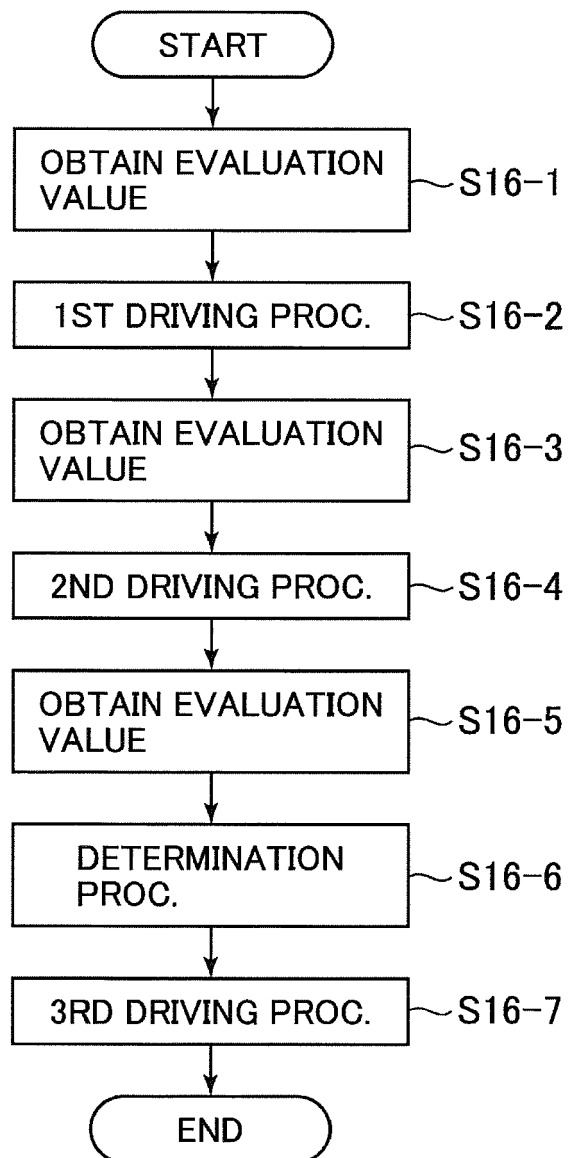 START
OBTAIN EVALUATION
VALUE
S16-1
1ST DRIVING PROC.
S16-2
OBTAIN EVALUATION
VALUE
S16-3
2ND DRIVING PROC.
S16-4
OBTAIN EVALUATION
VALUE
S16-5
DETERMINATION
PROC.
S16-6
3RD DRIVING PROC.
S16-7
END